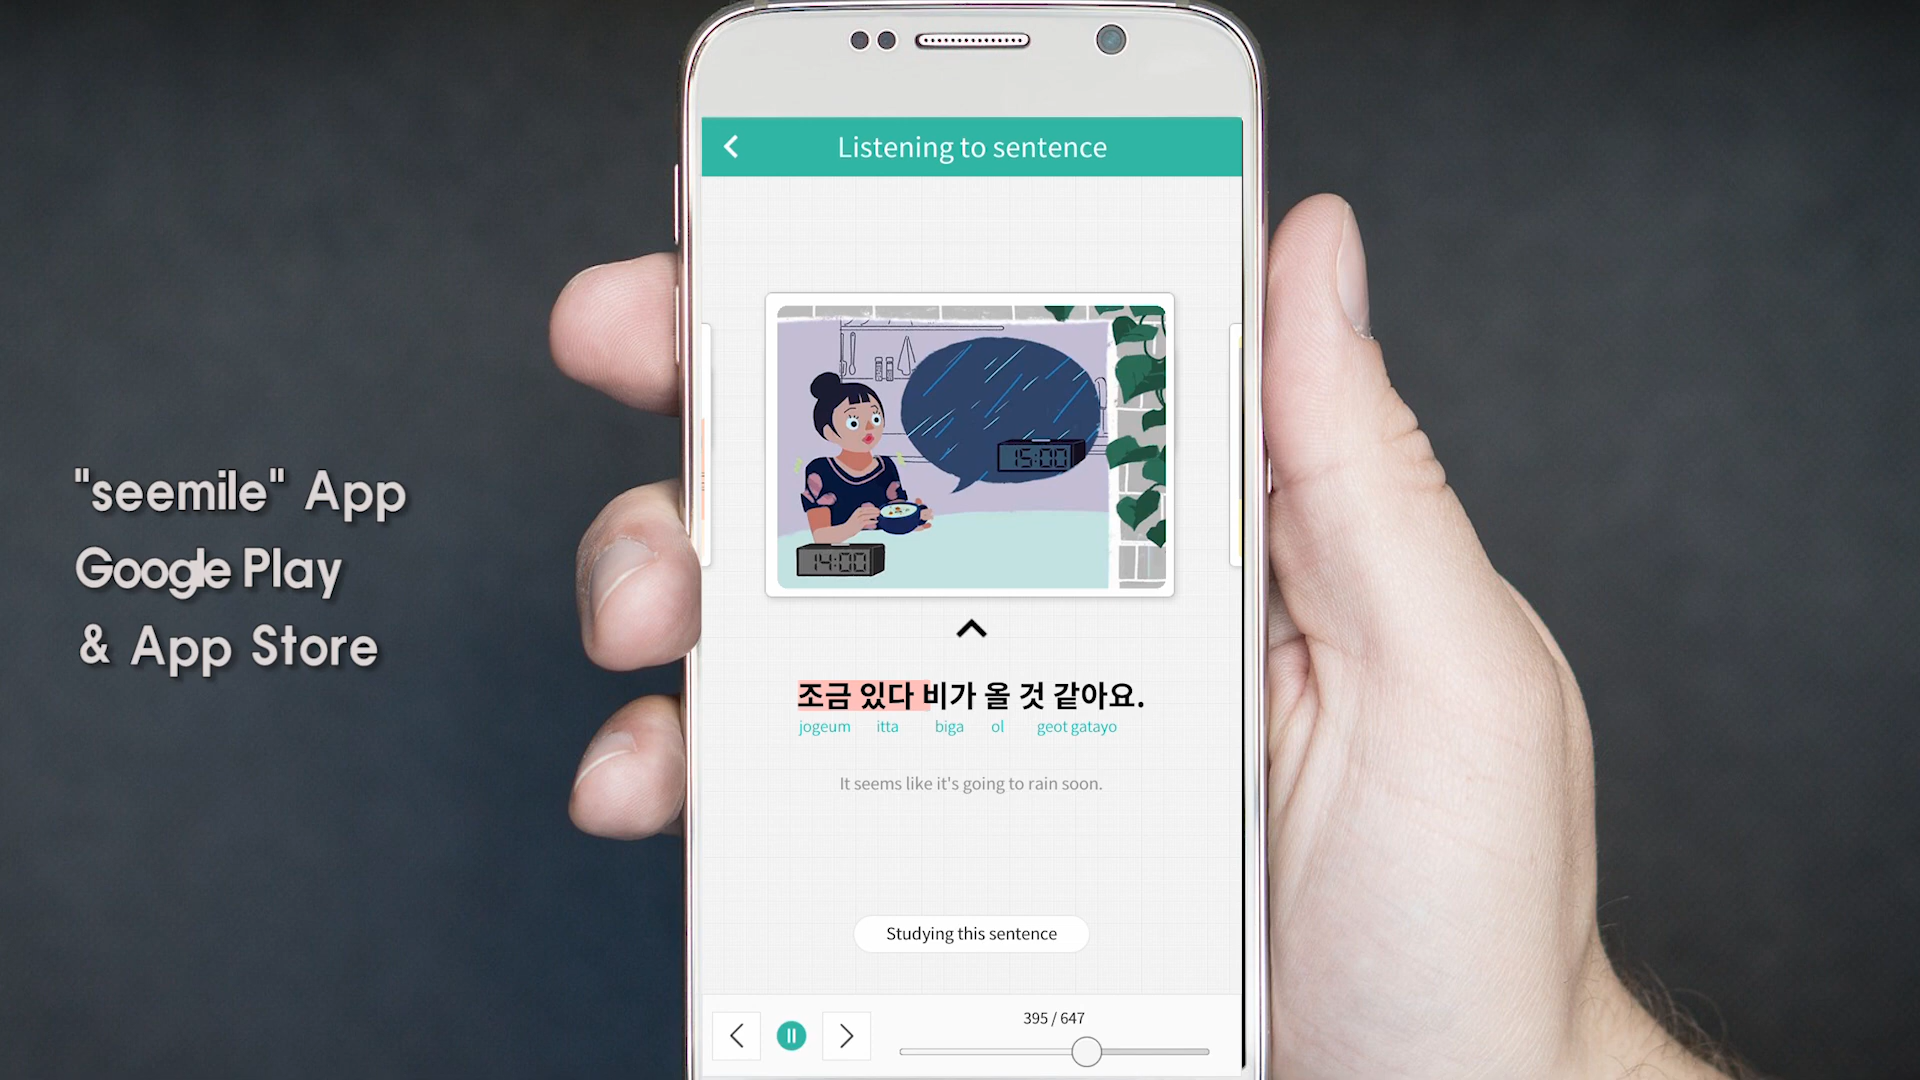 "seemile" App
Google Play
& App Store
Listening to sentence
15:00
14:00
조금 있다 비가 올 것 같아요.
jogeum itta biga ol geot gatayo
It seems like it's going to rain soon.
Studying this sentence
395 / 647